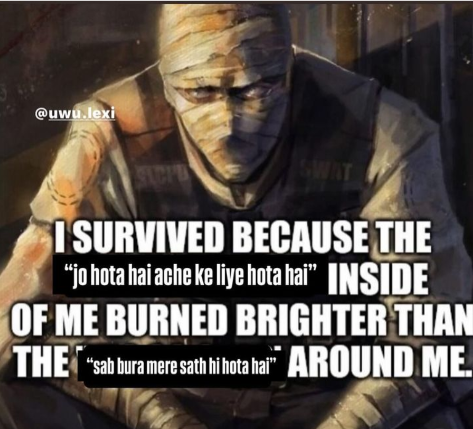 @uwu.lexi
SWAT
I SURVIVED BECAUSE THE
“jo hota hai ache ke liye hota hai” INSIDE
OF ME BURNED BRIGHTER THAN
THE " “sab bura mere sath hi hota hai” " AROUND ME.